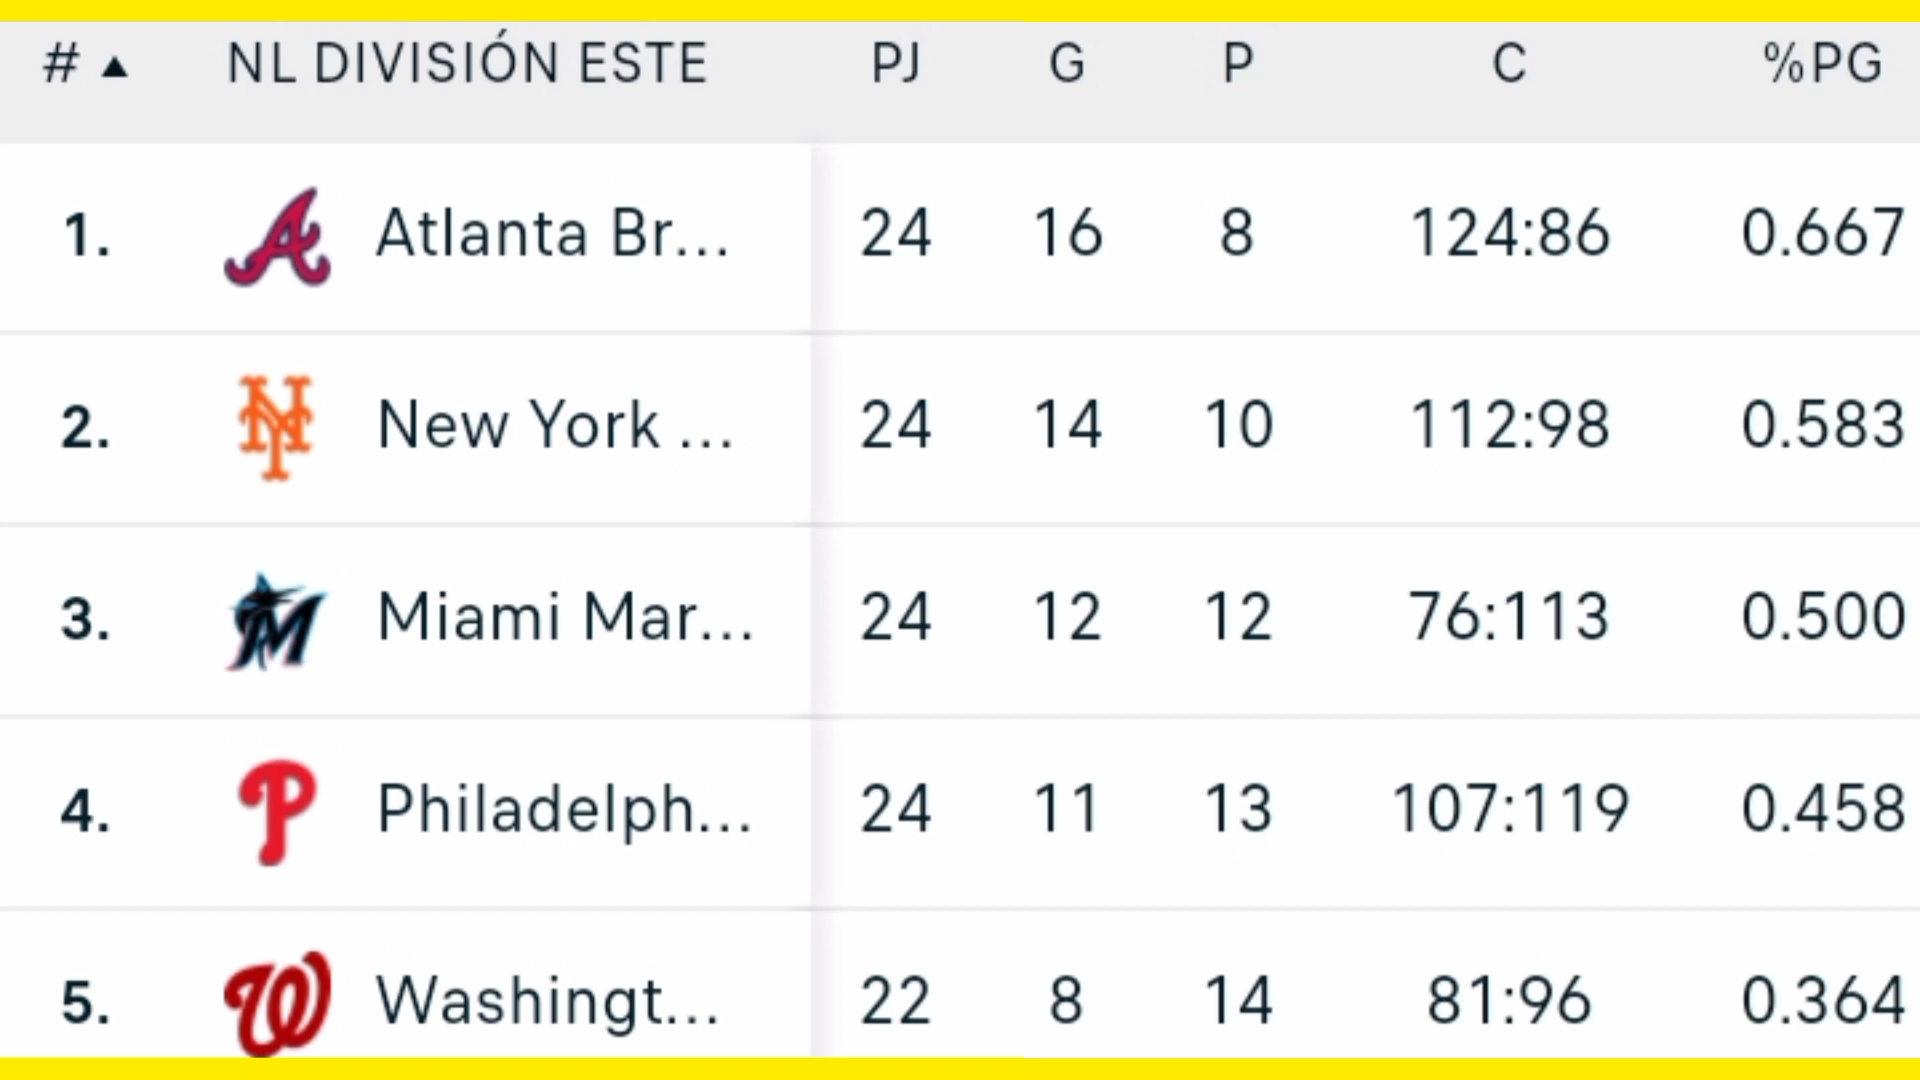 # ▲ NL DIVISIÓN ESTE PJ G P C %PG
1. Atlanta Br... 24 16 8 124:86 0.667
2. New York ... 24 14 10 112:98 0.583
3. Miami Mar... 24 12 12 76:113 0.500
4. Philadelph... 24 11 13 107:119 0.458
5. Washingt... 22 8 14 81:96 0.364